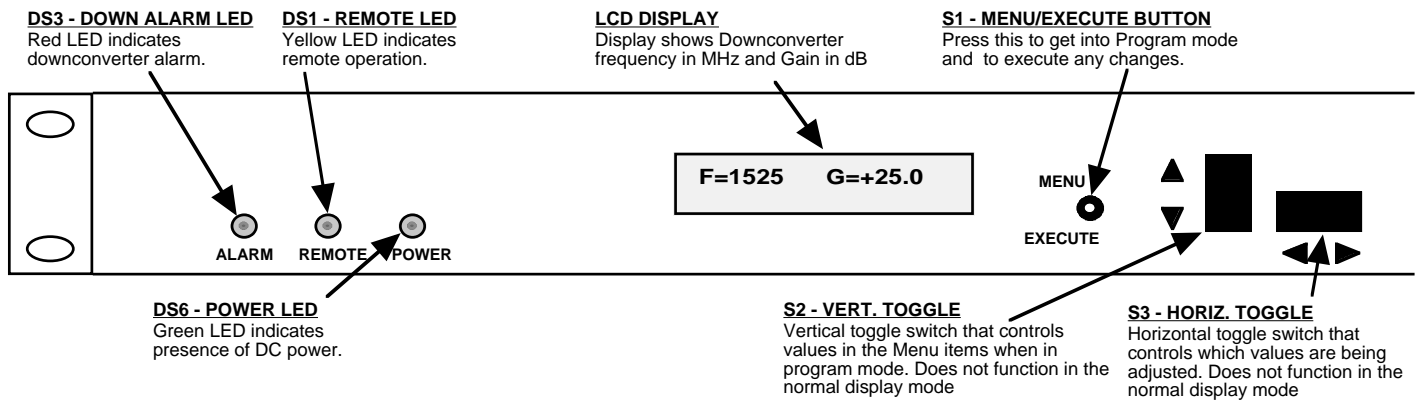 DS3 - DOWN ALARM LED
Red LED indicates
downconverter alarm.
DS1 - REMOTE LED
Yellow LED indicates
remote operation.
LCD DISPLAY
Display shows Downconverter
frequency in MHz and Gain in dB
S1 - MENU/EXECUTE BUTTON
Press this to get into Program mode
and to execute any changes.
F=1525 G=+25.0
MENU
EXECUTE
ALARM REMOTE POWER
DS6 - POWER LED
Green LED indicates
presence of DC power.
S2 - VERT. TOGGLE
Vertical toggle switch that controls
values in the Menu items when in
program mode. Does not function in the
normal display mode
S3 - HORIZ. TOGGLE
Horizontal toggle switch that
controls which values are being
adjusted. Does not function in the
normal display mode